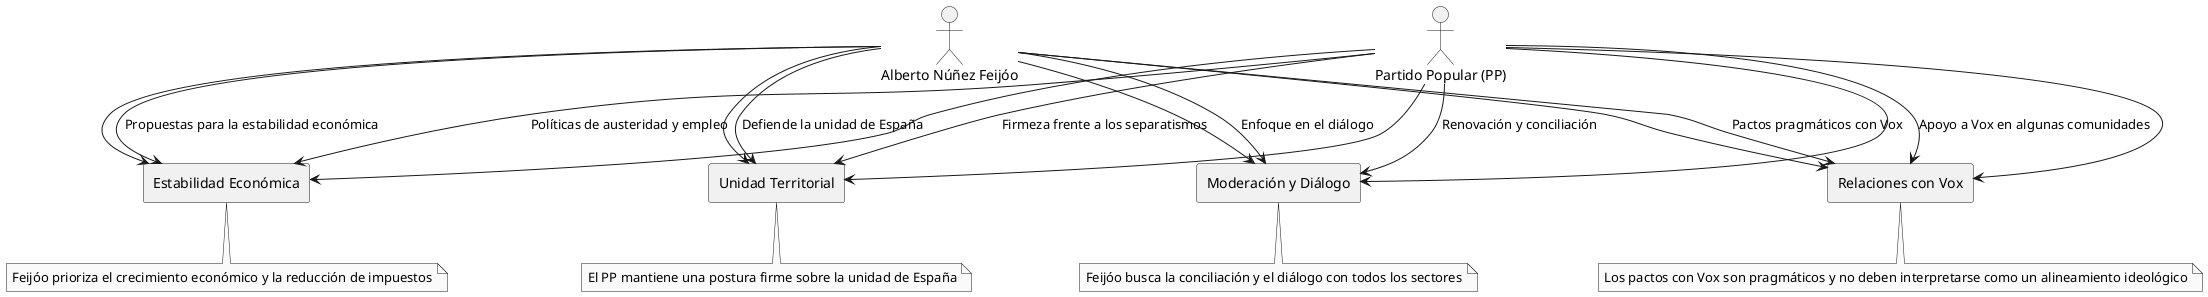 Alberto Núñez Feijóo
Partido Popular (PP)
Propuestas para la estabilidad económica
Políticas de austeridad y empleo
Defiende la unidad de España
Firmeza frente a los separatismos
Enfoque en el diálogo
Renovación y conciliación
Pactos pragmáticos con Vox
Apoyo a Vox en algunas comunidades
Estabilidad Económica
Unidad Territorial
Moderación y Diálogo
Relaciones con Vox
Feijóo prioriza el crecimiento económico y la reducción de impuestos
El PP mantiene una postura firme sobre la unidad de España
Feijóo busca la conciliación y el diálogo con todos los sectores
Los pactos con Vox son pragmáticos y no deben interpretarse como un alineamiento ideológico